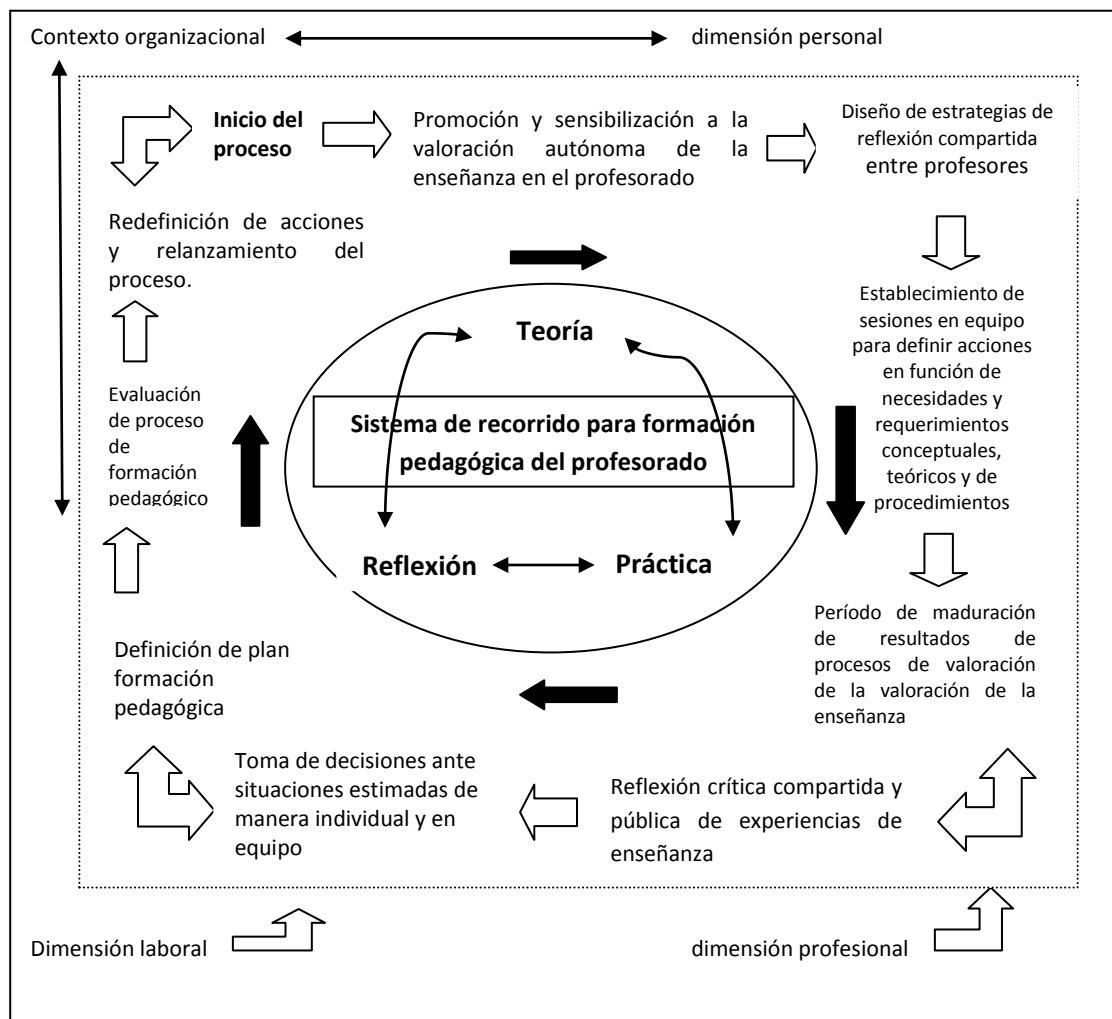 Contexto organizacional
dimensión personal
Inicio del
proceso
Promoción y sensibilización a la
valoración autónoma de la
enseñanza en el profesorado
Diseño de estrategias de
reflexión compartida
entre profesores
Redefinición de acciones
y relanzamiento del
proceso.
Establecimiento de
sesiones en equipo
para definir acciones
en función de
necesidades y
requerimientos
conceptuales,
teóricos y de
procedimientos
Teoría
Sistema de recorrido para formación
pedagógica del profesorado
Reflexión
Práctica
Evaluación
de proceso
de
formación
pedagógico
Período de maduración
de resultados de
procesos de valoración
de la valoración de la
enseñanza
Definición de plan
formación
pedagógica
Toma de decisiones ante
situaciones estimadas de
manera individual y en
equipo
Reflexión crítica compartida y
pública de experiencias de
enseñanza
Dimensión laboral
dimensión profesional